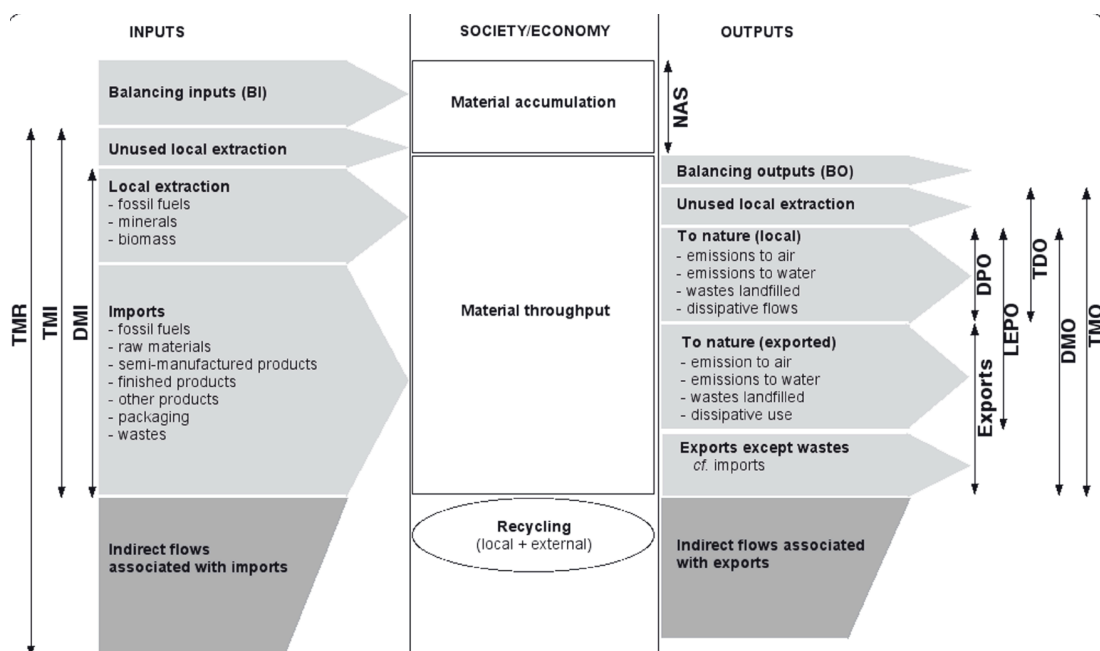 INPUTS
SOCIETY/ECONOMY
OUTPUTS
Balancing inputs (BI)
Unused local extraction
Local extraction
- fossil fuels
- minerals
- biomass
Imports
- fossil fuels
- raw materials
- semi-manufactured products
- finished products
- other products
- packaging
- wastes
Indirect flows
associated with imports
TMR
TMI
DMI
Material accumulation
Material throughput
Recycling
(local + external)
NAS
Balancing outputs (BO)
Unused local extraction
To nature (local)
- emissions to air
- emissions to water
- wastes landfilled
- dissipative flows
To nature (exported)
- emission to air
- emissions to water
- wastes landfilled
- dissipative use
Exports except wastes
cf. imports
Indirect flows associated
with exports
DPO
Exports
LEPO
TDO
DMO
TMO